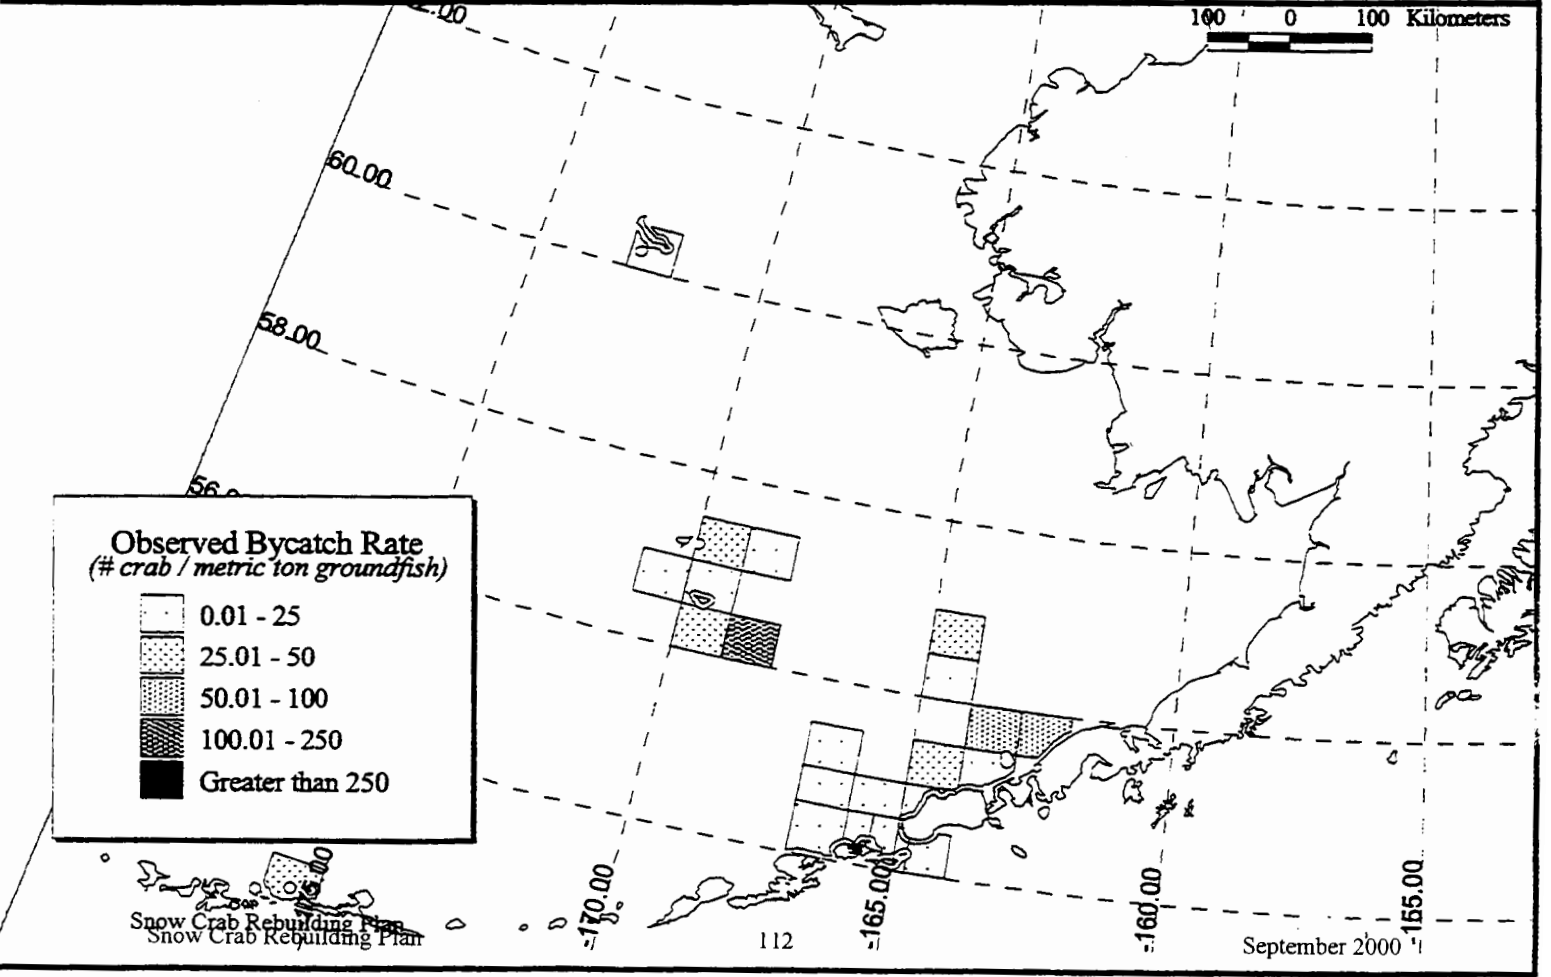 100 0 100 Kilometers
60.00
58.00
Observed Bycatch Rate
(# crab / metric ton groundfish)
0.01 - 25
25.01 - 50
50.01 - 100
100.01 - 250
Greater than 250
-170.00
-165.00
-160.00
-155.00
Snow Crab Rebuilding Plan
Snow Crab Rebuilding Plan
112
September 2000